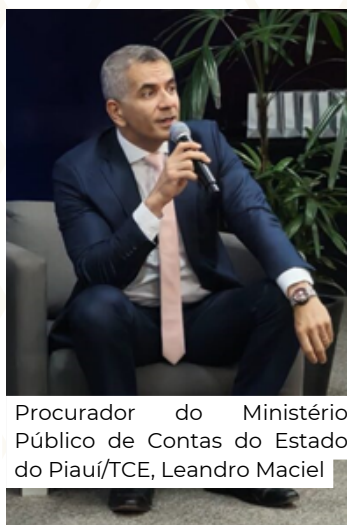 Procurador do Ministério
Público de Contas do Estado
do Piauí/TCE, Leandro Maciel